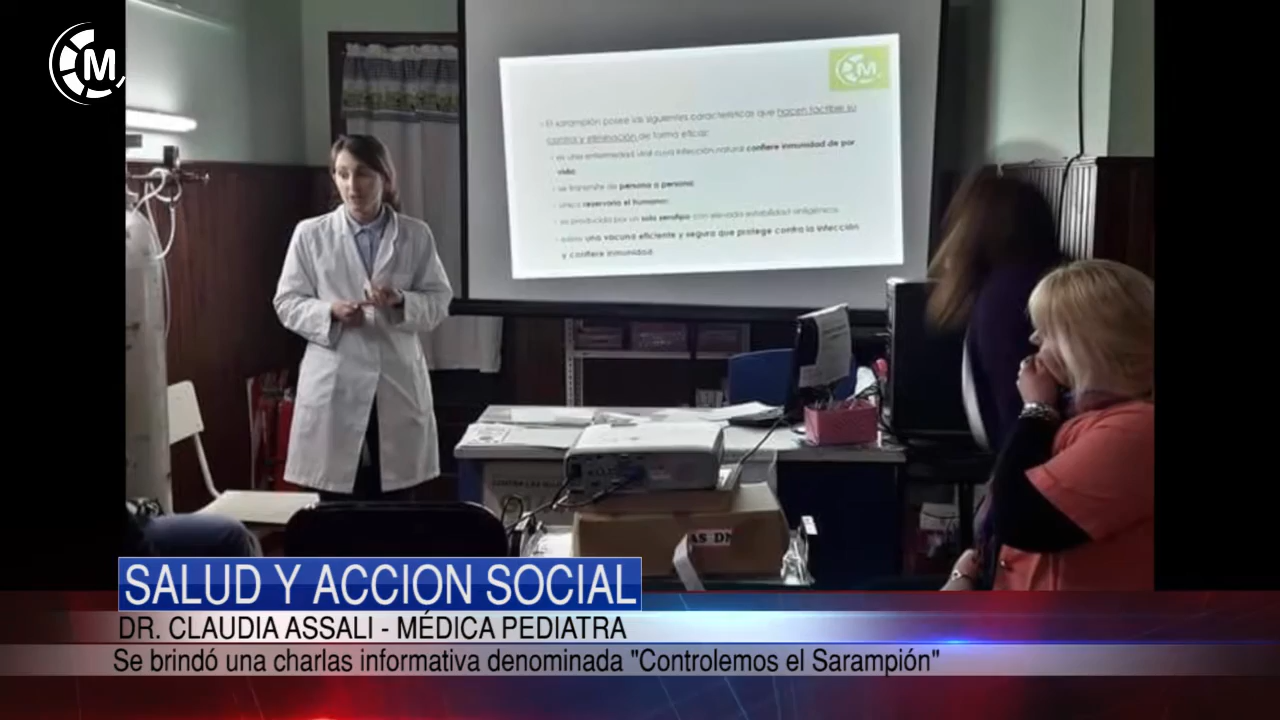 M
M
El sarampión posee las siguientes características que hacen factible su
control y eliminación de forma eficaz:
es una enfermedad viral cuya infección natural confiere inmunidad de por
vida;
se transmite de persona a persona;
único reservorio el humano;
es producida por un solo serotipo con elevada estabilidad antigénica;
existe una vacuna eficiente y segura que protege contra la infección
y confiere inmunidad.
SALUD Y ACCION SOCIAL
DR. CLAUDIA ASSALI - MÉDICA PEDIATRA
Se brindó una charlas informativa denominada "Controlemos el Sarampión"